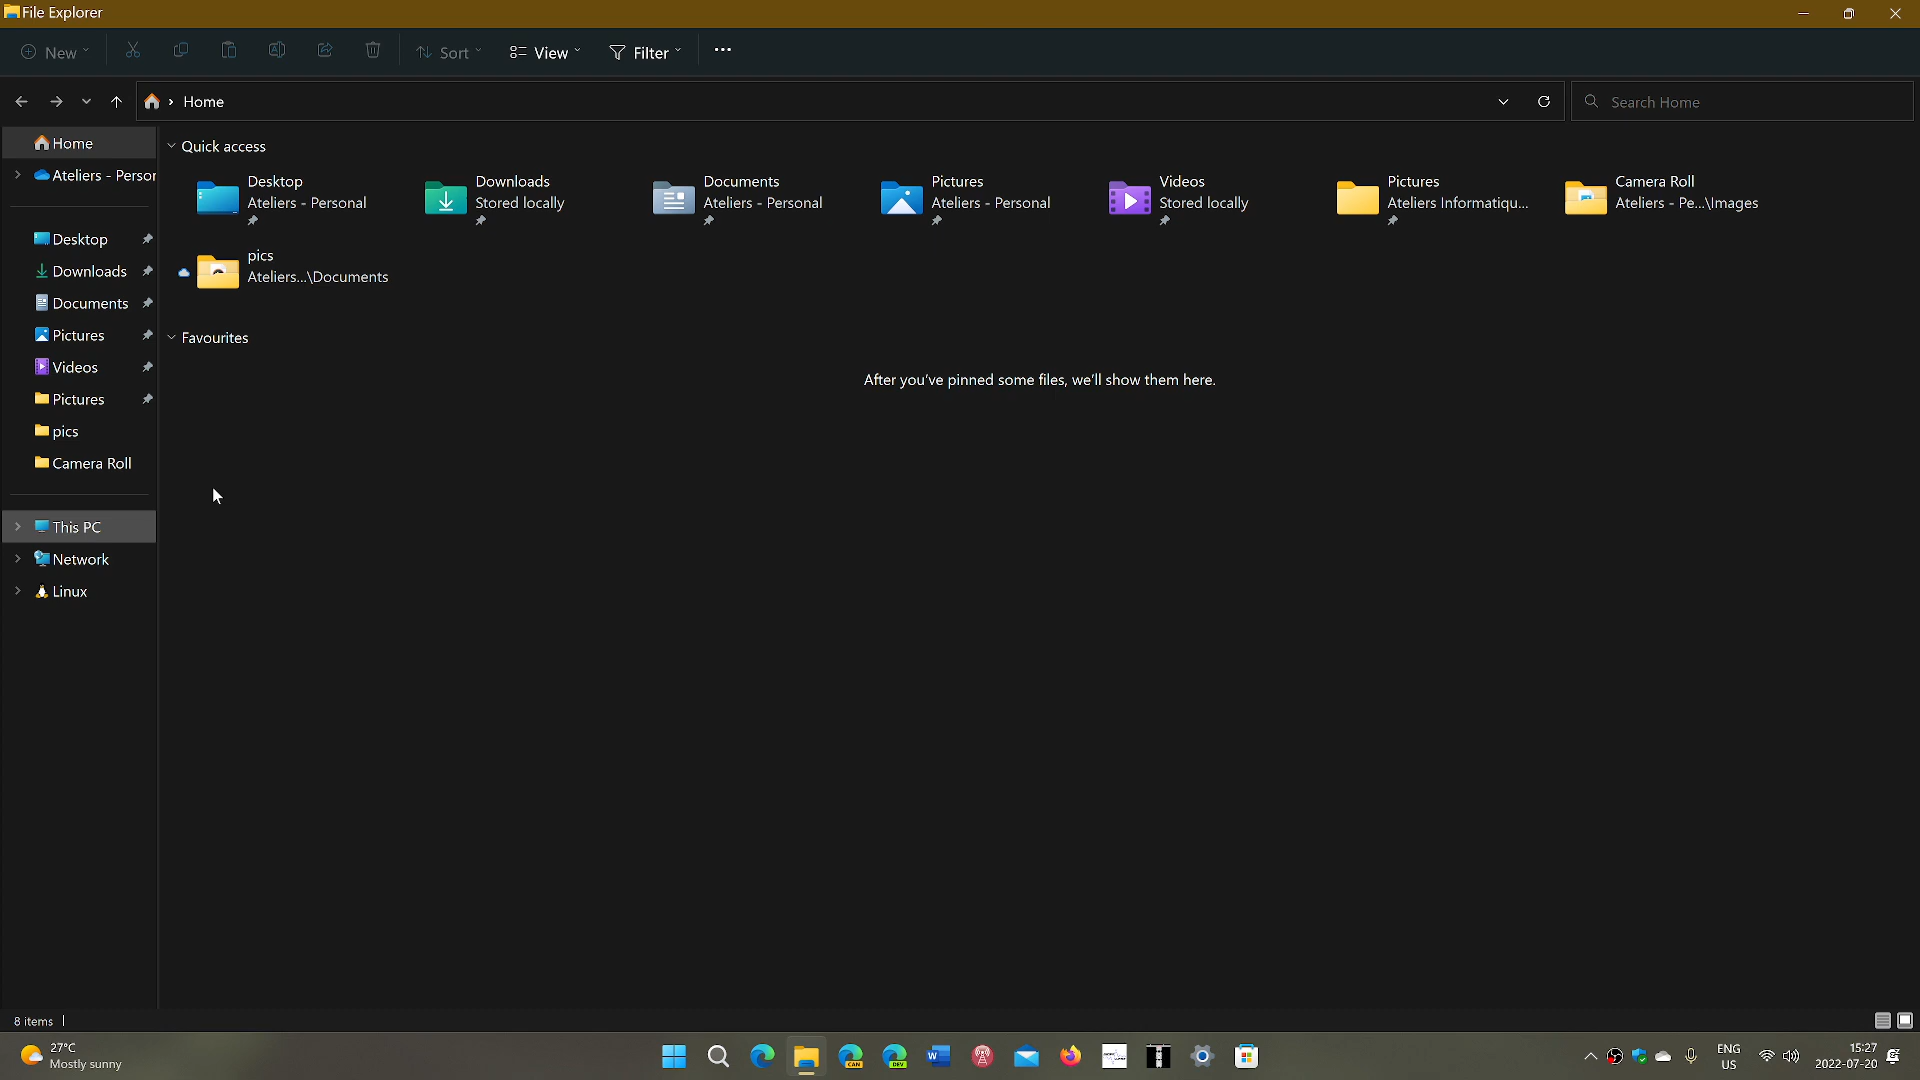 File Explorer
New
Sort
View
Filter
Home
Search Home
Home
Ateliers - Person
Desktop
Downloads
Documents
Pictures
Videos
Pictures
pics
Camera Roll
This PC
Network
Linux
Quick access
Desktop
Ateliers - Personal
Downloads
Stored locally
Documents
Ateliers - Personal
Pictures
Ateliers - Personal
Videos
Stored locally
Pictures
Ateliers Informatiqu...
Camera Roll
Ateliers - Pe...\Images
pics
Ateliers...\Documents
Favourites
After you've pinned some files, we'll show them here.
8 items
27°C
Mostly sunny
CAN
DEV
W
ENG
US
15:27
2022-07-20